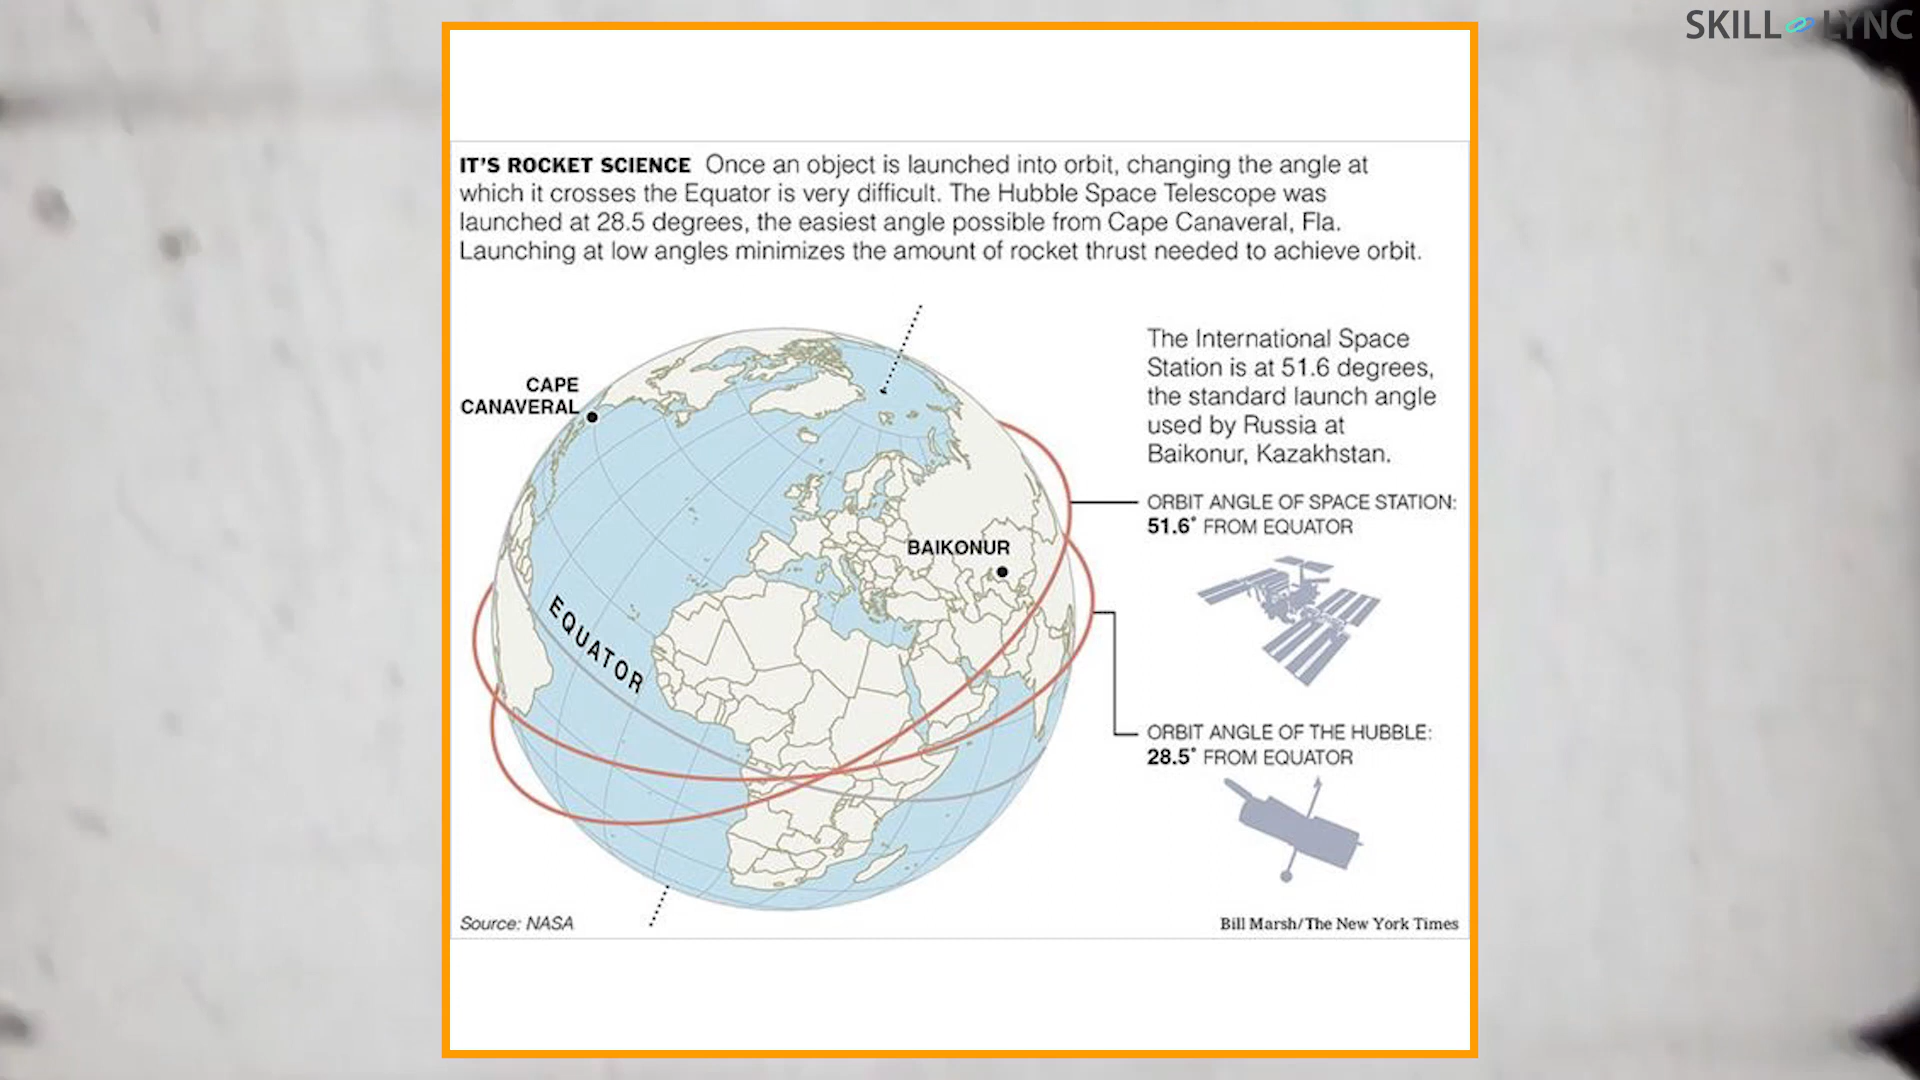 SKILL LYNC
IT'S ROCKET SCIENCE Once an object is launched into orbit, changing the angle at
which it crosses the Equator is very difficult. The Hubble Space Telescope was
launched at 28.5 degrees, the easiest angle possible from Cape Canaveral, Fla.
Launching at low angles minimizes the amount of rocket thrust needed to achieve orbit.
The International Space
Station is at 51.6 degrees,
the standard launch angle
used by Russia at
Baikonur, Kazakhstan.
CAPE
CANAVERAL
ORBIT ANGLE OF SPACE STATION:
51.6° FROM EQUATOR
BAIKONUR
EQUATOR
ORBIT ANGLE OF THE HUBBLE:
28.5° FROM EQUATOR
Source: NASA
Bill Marsh/The New York Times